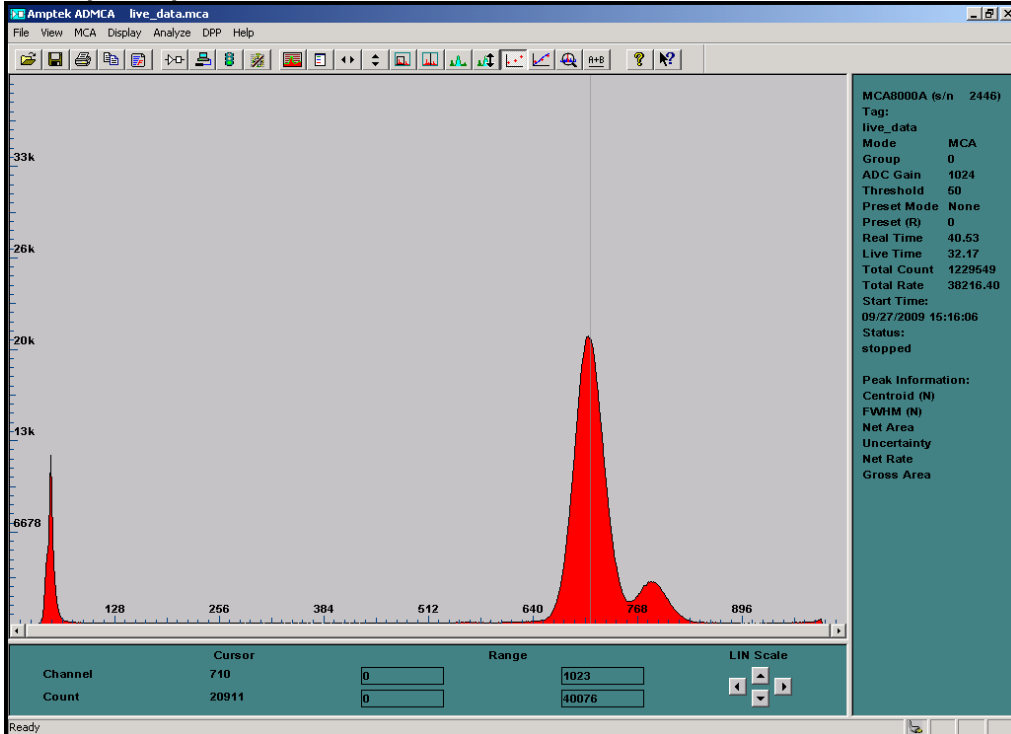 Amptek ADMCA    live_data.mca
File  View  MCA  Display  Analyze  DPP  Help
A+B
33k
26k
20k
13k
6678
128  256  384  512  640  768  896
MCA8000A (s/n  2446)
Tag:
live_data
Mode  MCA
Group  0
ADC Gain  1024
Threshold  50
Preset Mode  None
Preset (R)  0
Real Time  40.53
Live Time  32.17
Total Count  1229549
Total Rate  38216.40
Start Time:
09/27/2009 15:16:06
Status:
stopped
Peak Information:
Centroid (N)
FWHM (N)
Net Area
Uncertainty
Net Rate
Gross Area
Cursor  Range  LIN Scale
Channel  710  0  1023
Count  20911  0  40076
Ready